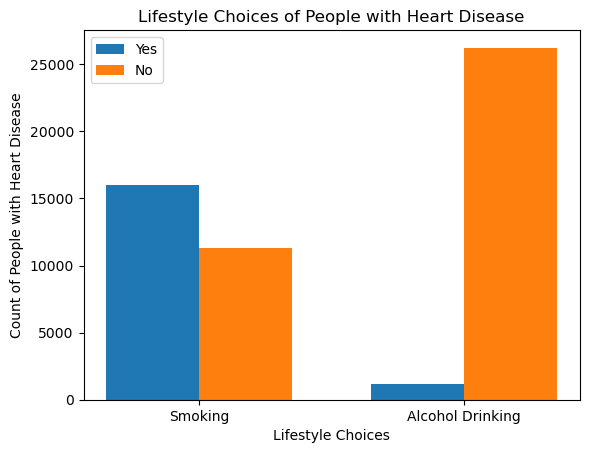 Lifestyle Choices of People with Heart Disease
Yes
No
25000
20000
15000
10000
5000
0
Count of People with Heart Disease
Smoking
Alcohol Drinking
Lifestyle Choices